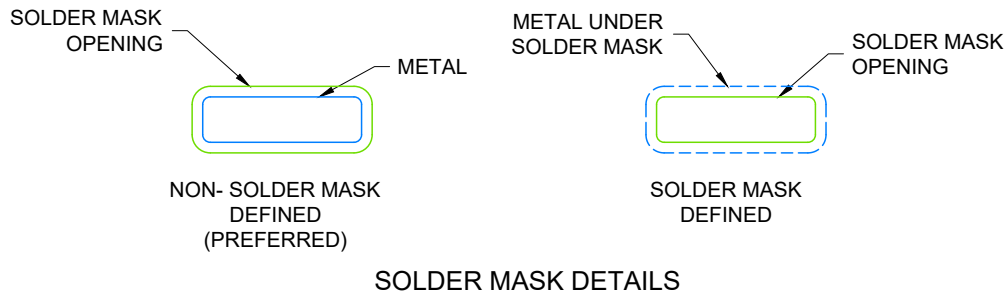 SOLDER MASK
OPENING
METAL
NON- SOLDER MASK
DEFINED
(PREFERRED)
METAL UNDER
SOLDER MASK
SOLDER MASK
OPENING
SOLDER MASK
DEFINED
SOLDER MASK DETAILS